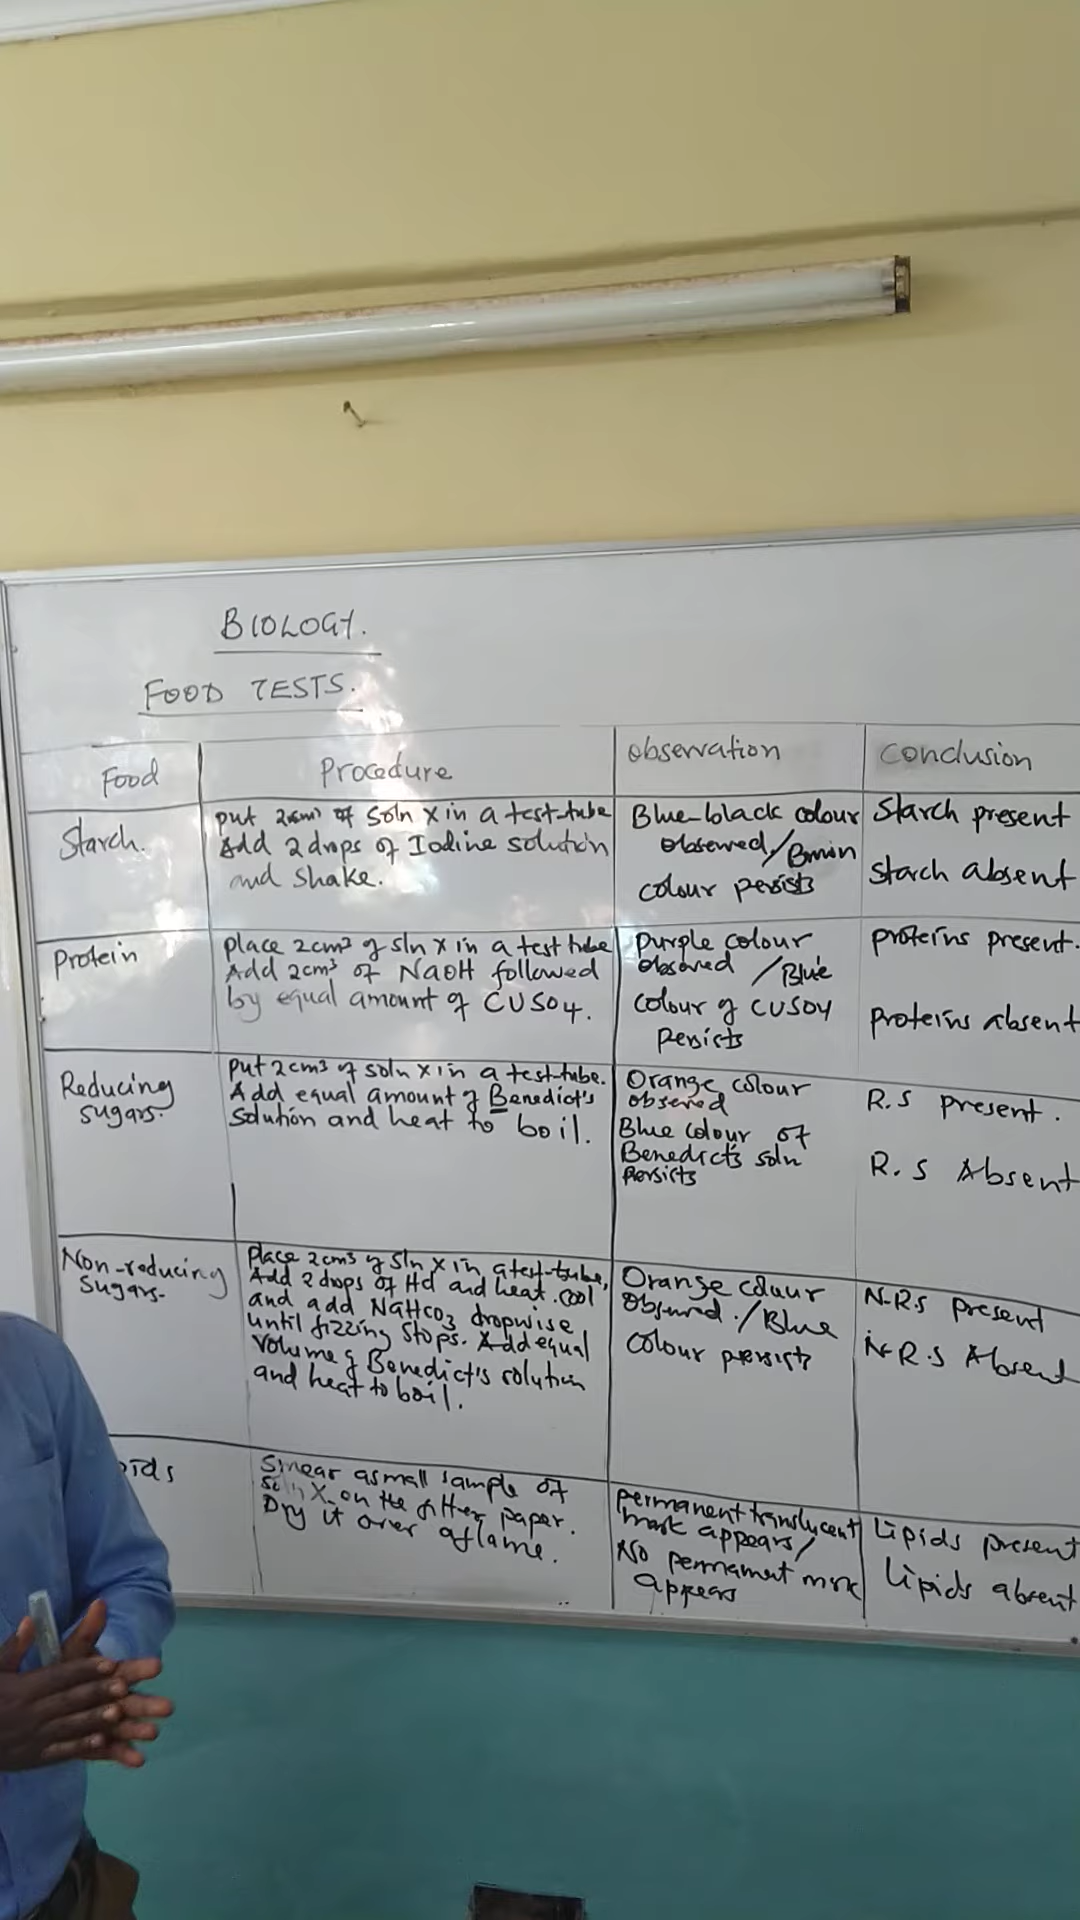 BIOLOGY.
FOOD TESTS.
Food
Procedure
observation
conclusion
Starch.
put 2cm³ of soln X in a test-tube
Add 2 drops of Iodine solution
and shake.
Blue-black colour
observed/Brown
colour persists
Starch present
starch absent
Protein
place 2cm³ of sln X in a test tube
Add 2cm³ of NaOH followed
by equal amount of CUSO4.
purple colour
observed /Blue
colour of CUSO4
persists
proteins present.
proteins absent
Reducing
sugars.
put 2cm³ of soln X in a test-tube.
Add equal amount of Benedict's
solution and heat to boil.
Orange colour
observed
Blue colour of
Benedict's soln
persists
R.S present.
R.S Absent
Non-reducing
sugars.
place 2cm³ of sln X in a test-tube,
Add 2 drops of Hcl and heat. cool
and add NaHCO3 dropwise
until fizzing stops. Add equal
volume of Benedict's solution
and heat to boil.
Orange colour
observed./Blue
colour persists
N-R.S present
N-R.S Absent
pids
Smear a small sample of
soln X on the filter paper.
Dry it over a flame.
permanent translucent
mark appears/
No permament mark
appears
Lipids present
lipids absent